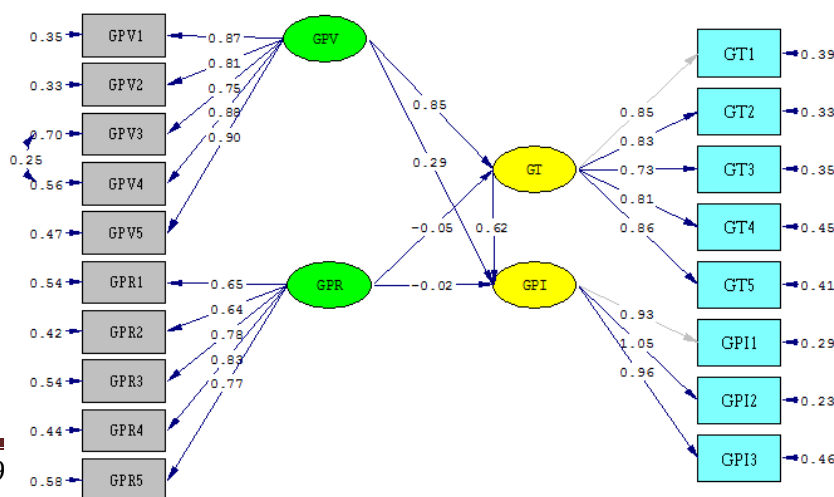 0.35 GPV1 0.87 GPV GT1 0.39
0.33 GPV2 0.81 0.85 0.85 GT2 0.33
0.70 GPV3 0.75 0.83
0.25 0.88 0.29 GT 0.73 GT3 0.35
0.56 GPV4 0.90 0.81
0.47 GPV5 -0.05 0.62 0.86 GT4 0.45
0.54 GPR1 0.65 GPR -0.02 GPI GT5 0.41
0.42 GPR2 0.64 0.93 GPI1 0.29
0.54 GPR3 0.78 1.05
0.83 0.96 GPI2 0.23
0.44 GPR4 0.77
0.58 GPR5 GPI3 0.46
9